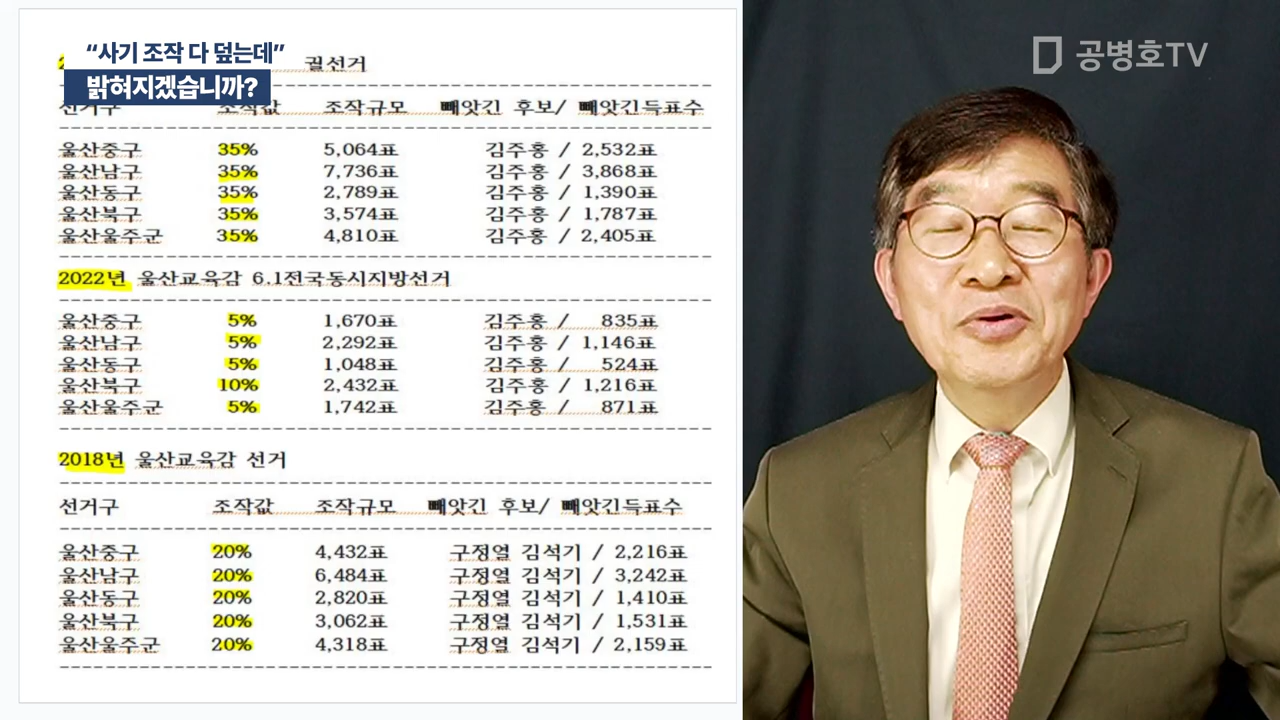 “사기 조작 다 덮는데”
밝혀지겠습니까?
공병호TV
궐선거
선거구 조작값 조작규모 빼앗긴 후보/ 빼앗긴득표수
울산중구 35% 5,064표 김주홍 / 2,532표
울산남구 35% 7,736표 김주홍 / 3,868표
울산동구 35% 2,789표 김주홍 / 1,390표
울산북구 35% 3,574표 김주홍 / 1,787표
울산울주군 35% 4,810표 김주홍 / 2,405표
2022년 울산교육감 6.1전국동시지방선거
울산중구 5% 1,670표 김주홍 / 835표
울산남구 5% 2,292표 김주홍 / 1,146표
울산동구 5% 1,048표 김주홍 / 524표
울산북구 10% 2,432표 김주홍 / 1,216표
울산울주군 5% 1,742표 김주홍 / 871표
2018년 울산교육감 선거
선거구 조작값 조작규모 빼앗긴 후보/ 빼앗긴득표수
울산중구 20% 4,432표 구정열 김석기 / 2,216표
울산남구 20% 6,484표 구정열 김석기 / 3,242표
울산동구 20% 2,820표 구정열 김석기 / 1,410표
울산북구 20% 3,062표 구정열 김석기 / 1,531표
울산울주군 20% 4,318표 구정열 김석기 / 2,159표